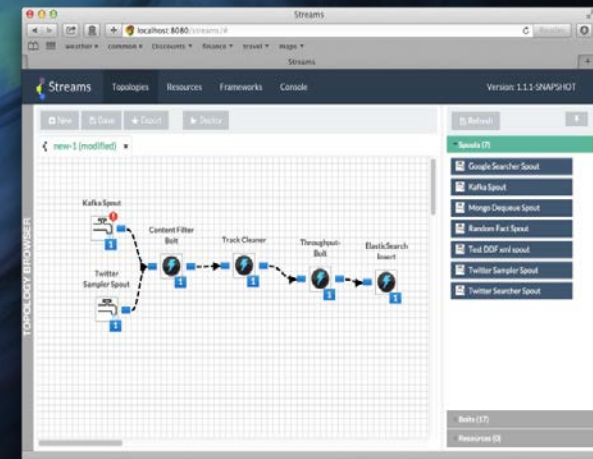 Streams
localhost:8080/streams/#
Reader
weather common Discounts finance travel maps
Streams
Streams Topologies Resources Frameworks Console Version: 1.1.1-SNAPSHOT
New Save Export Deploy
Refresh
new-1 (modified) ×
Spouts (7)
Google Searcher Spout
Kafka Spout
Mongo Dequeue Spout
Random Fact Spout
Test DDF xml spout
Twitter Sampler Spout
Twitter Searcher Spout
TOPOLOGY BROWSER
Kafka Spout
1
Content Filter
Bolt
1
Track Cleaner
1
Throughput-
Bolt
1
ElasticSearch
Insert
1
Twitter
Sampler Spout
1
Bolts (17)
Resources (0)